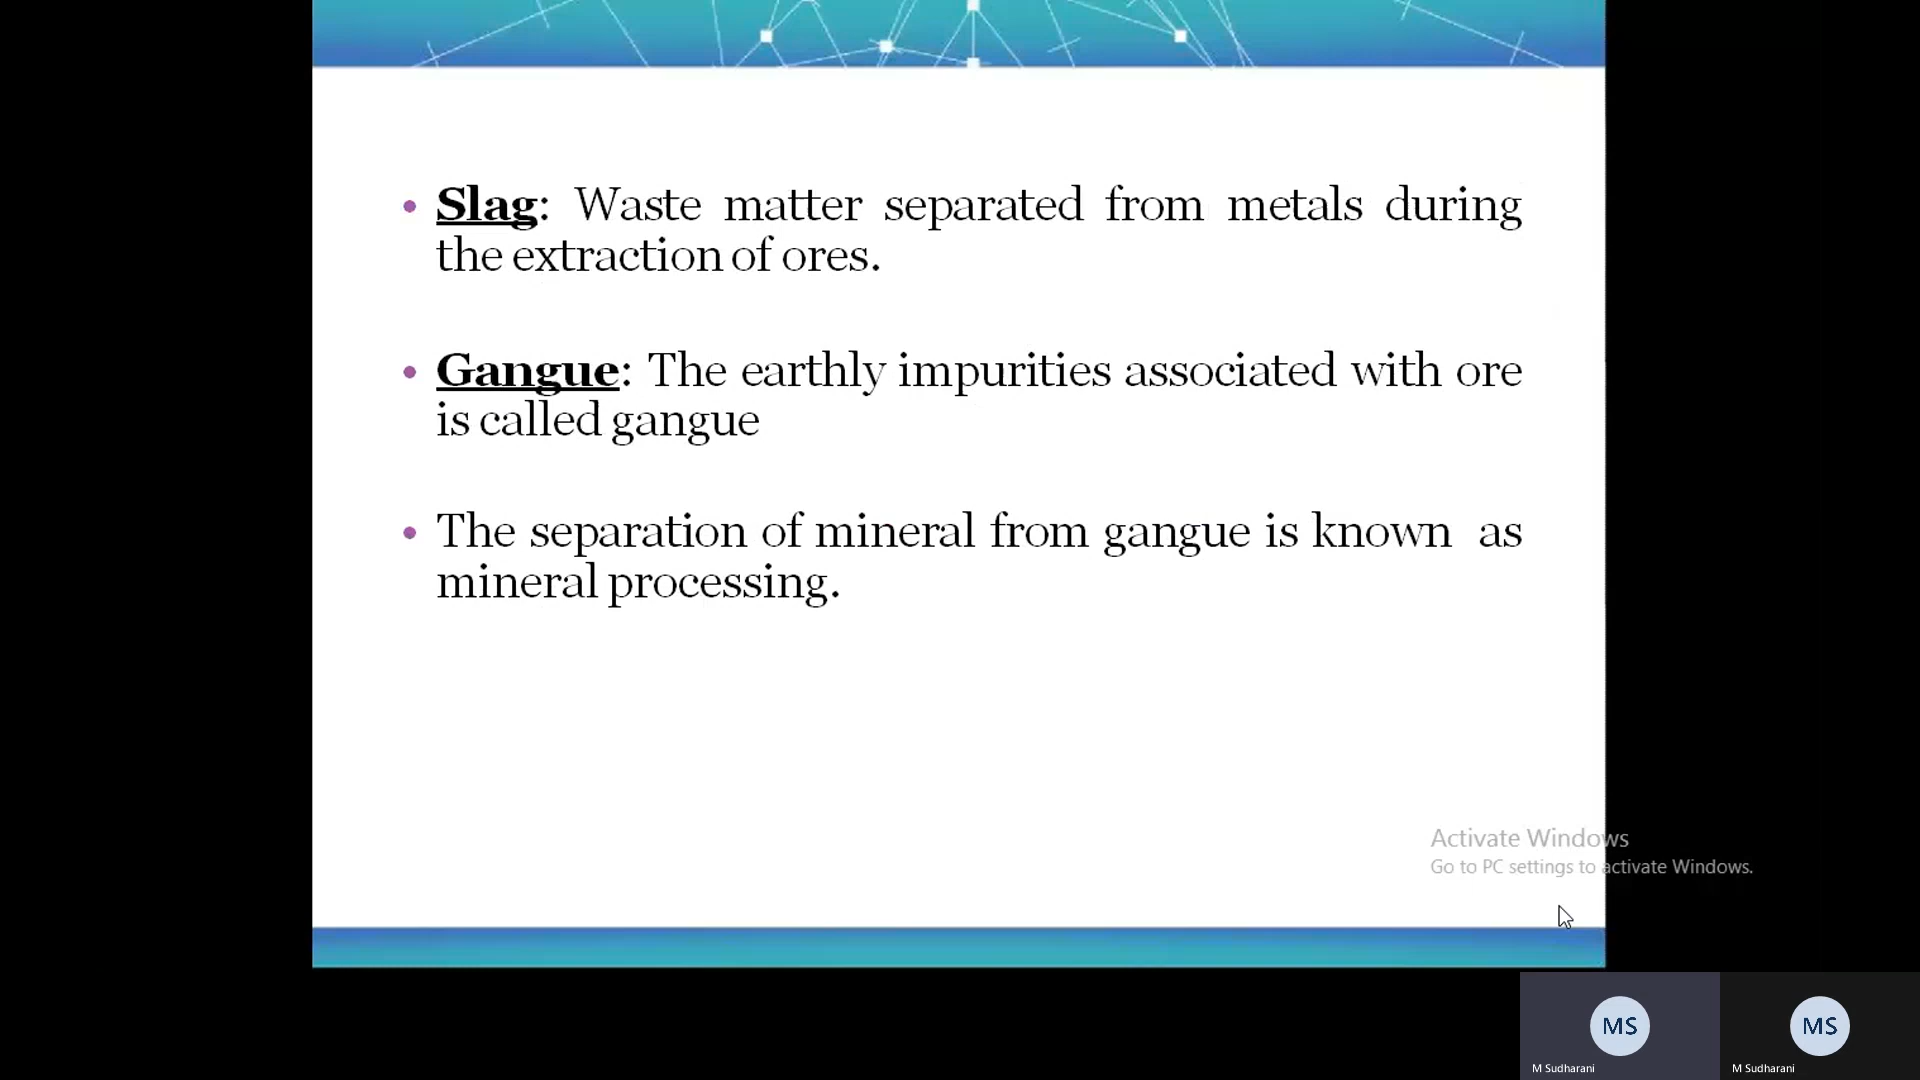 Slag: Waste matter separated from metals during
the extraction of ores.
Gangue: The earthly impurities associated with ore
is called gangue
The separation of mineral from gangue is known as
mineral processing.
Activate Windows
Go to PC settings to activate Windows.
MS
M Sudharani
MS
M Sudharani